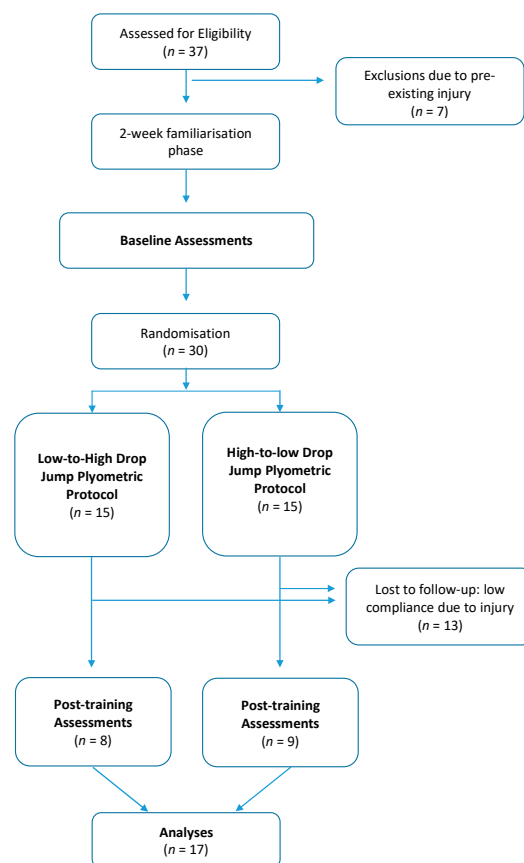 Assessed for Eligibility
(n = 37)
Exclusions due to pre-
existing injury
(n = 7)
2-week familiarisation
phase
Baseline Assessments
Randomisation
(n = 30)
Low-to-High Drop
Jump Plyometric
Protocol
(n = 15)
High-to-low Drop
Jump Plyometric
Protocol
(n = 15)
Lost to follow-up: low
compliance due to injury
(n = 13)
Post-training
Assessments
(n = 8)
Post-training
Assessments
(n = 9)
Analyses
(n = 17)